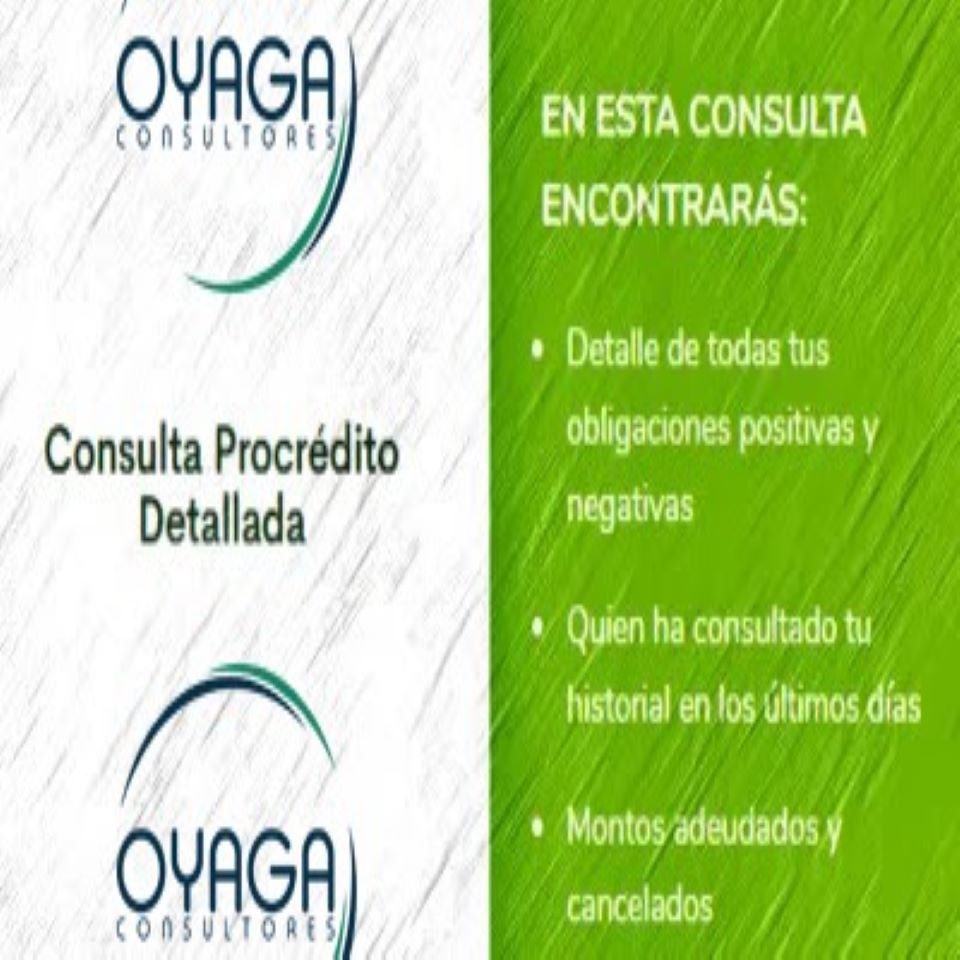 OYAGA
CONSULTORES
Consulta Procrédito
Detallada
OYAGA
CONSULTORES
EN ESTA CONSULTA
ENCONTRARÁS:
• Detalle de todas tus
obligaciones positivas y
negativas
• Quien ha consultado tu
historial en los últimos días
• Montos adeudados y
cancelados